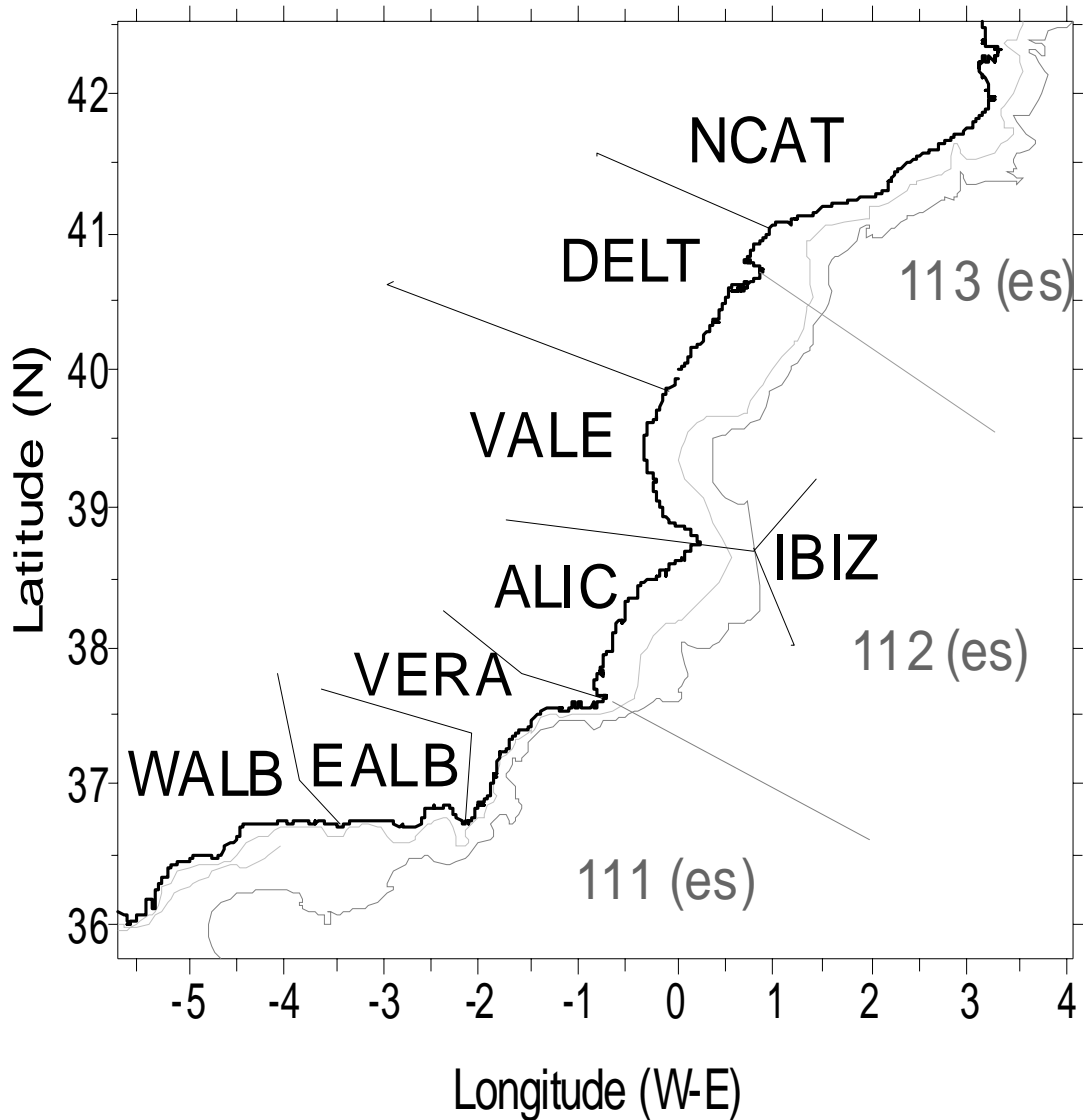 42
41
40
39
38
37
36
Latitude (N)
NCAT
DELT
113 (es)
VALE
IBIZ
ALIC
112 (es)
VERA
EALB
WALB
111 (es)
-5 -4 -3 -2 -1 0 1 2 3 4
Longitude (W-E)